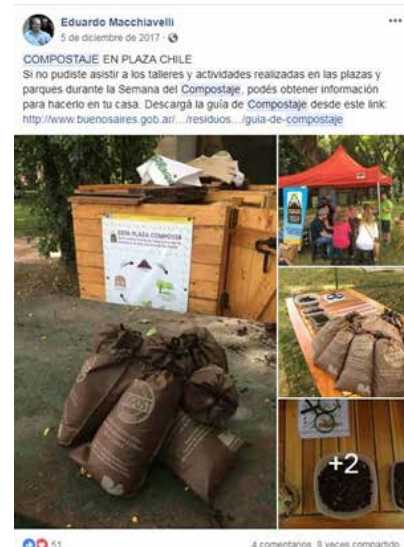 Eduardo Macchiavelli
5 de diciembre de 2017
COMPOSTAJE EN PLAZA CHILE
Si no pudiste asistir a los talleres y actividades realizadas en las plazas y
parques durante la Semana del Compostaje, podés obtener información
para hacerlo en tu casa. Descargá la guía de Compostaje desde este link:
http://www.buenosaires.gob.ar/.../residuos.../guia-de-compostaje
ESTA PLAZA COMPOSTA
+2
51
4 comentarios 8 veces compartido